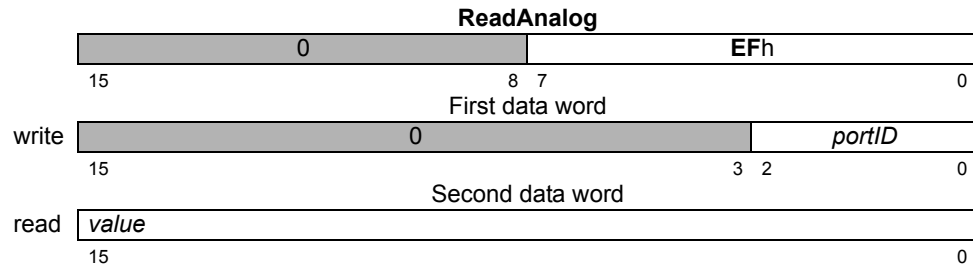 ReadAnalog
0 EFh
15 8 7 0
First data word
write 0 portID
15 3 2 0
Second data word
read value
15 0